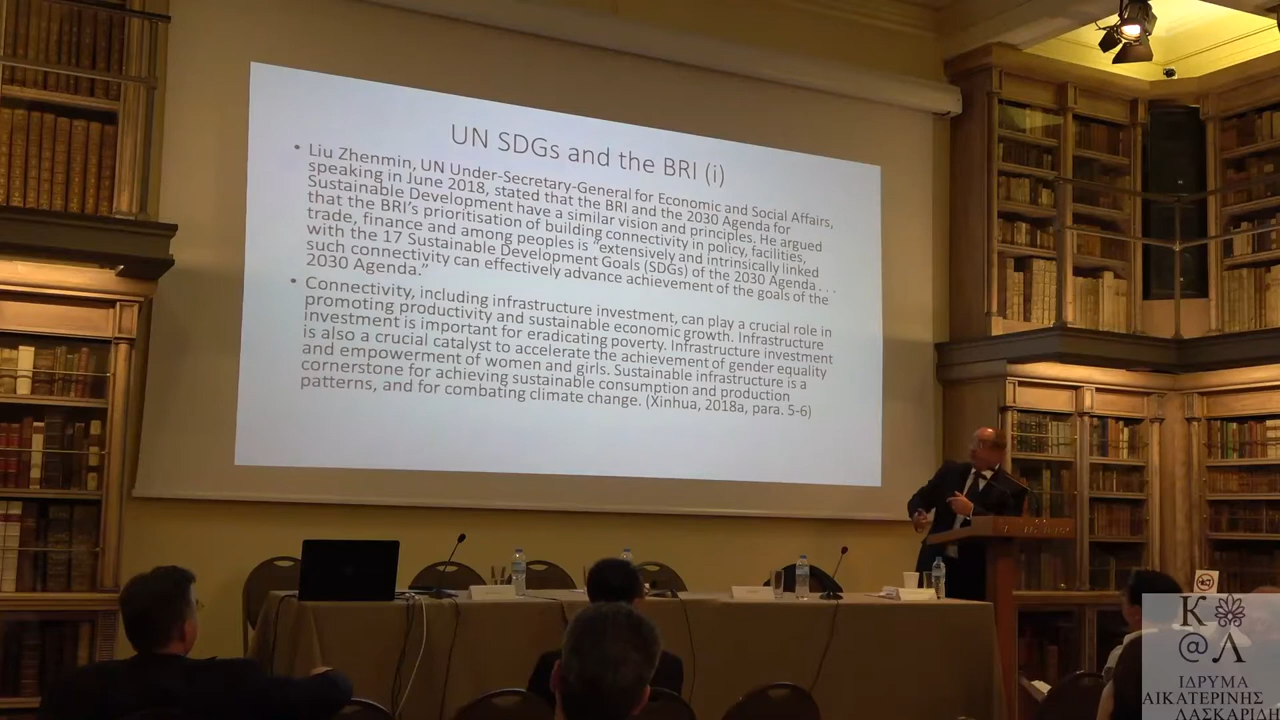 UN SDGs and the BRI (i)
• Liu Zhenmin, UN Under-Secretary-General for Economic and Social Affairs,
speaking in June 2018, stated that the BRI and the 2030 Agenda for
Sustainable Development have a similar vision and principles. He argued
that the BRI's prioritisation of building connectivity in policy, facilities,
trade, finance and among peoples is “extensively and intrinsically linked
with the 17 Sustainable Development Goals (SDGs) of the 2030 Agenda . . .
such connectivity can effectively advance achievement of the goals of the
2030 Agenda.”
• Connectivity, including infrastructure investment, can play a crucial role in
promoting productivity and sustainable economic growth. Infrastructure
investment is important for eradicating poverty. Infrastructure investment
is also a crucial catalyst to accelerate the achievement of gender equality
and empowerment of women and girls. Sustainable infrastructure is a
cornerstone for achieving sustainable consumption and production
patterns, and for combating climate change. (Xinhua, 2018a, para. 5-6)
Κ
@Λ
ΙΔΡΥΜΑ
ΑΙΚΑΤΕΡΙΝΗΣ
ΛΑΣΚΑΡΙΔΗ